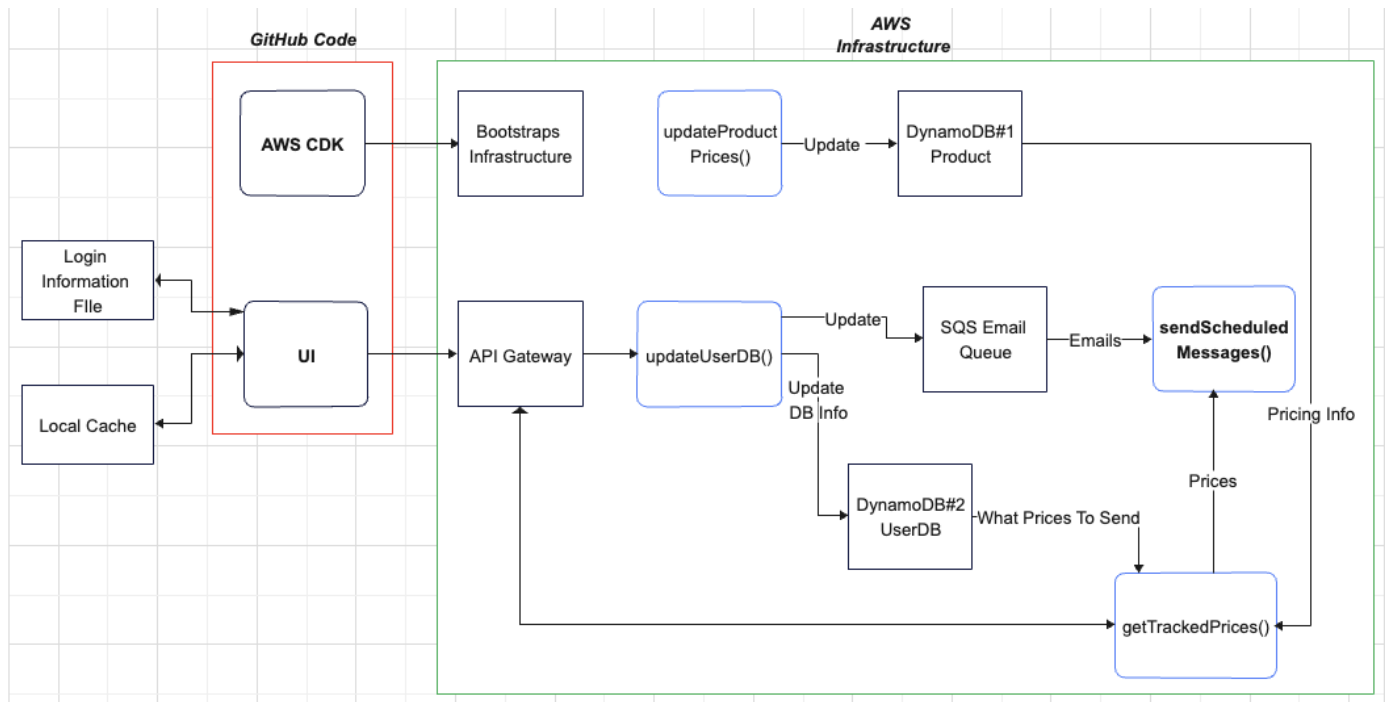 GitHub Code
AWS
Infrastructure
AWS CDK
Bootstraps
Infrastructure
updateProduct
Prices()
Update
DynamoDB#1
Product
Login
Information
FIle
UI
API Gateway
updateUserDB()
Update
SQS Email
Queue
Emails
sendScheduled
Messages()
Local Cache
Update
DB Info
Pricing Info
Prices
DynamoDB#2
UserDB
What Prices To Send
getTrackedPrices()